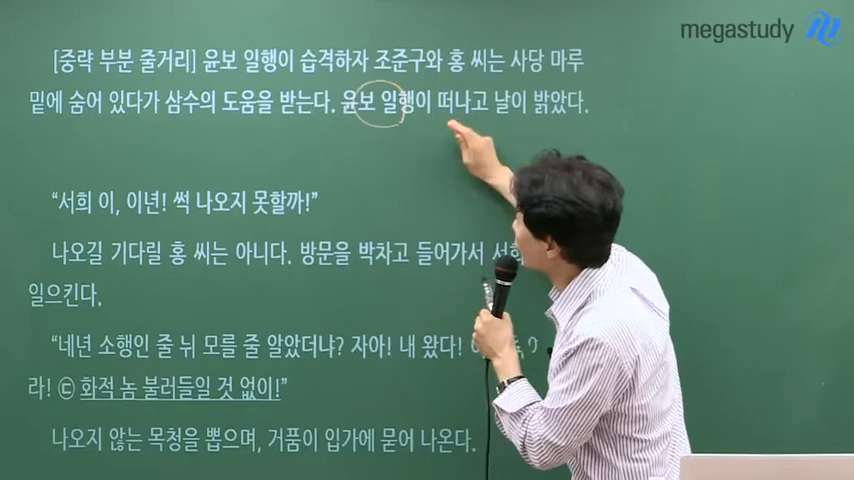 megastudy
[중략 부분 줄거리] 윤보 일행이 습격하자 조준구와 홍 씨는 사당 마루
밑에 숨어 있다가 삼수의 도움을 받는다. 윤보 일행이 떠나고 날이 밝았다.
“서희 이, 이년! 썩 나오지 못할까!”
나오길 기다릴 홍 씨는 아니다. 방문을 박차고 들어가서
일으킨다.
“네년 소행인 줄 뉘 모를 줄 알았더냐? 자아! 내 왔다!
라! ㉢ 화적 놈 불러들일 것 없이!”
나오지 않는 목청을 뽑으며, 거품이 입가에 묻어 나온다.